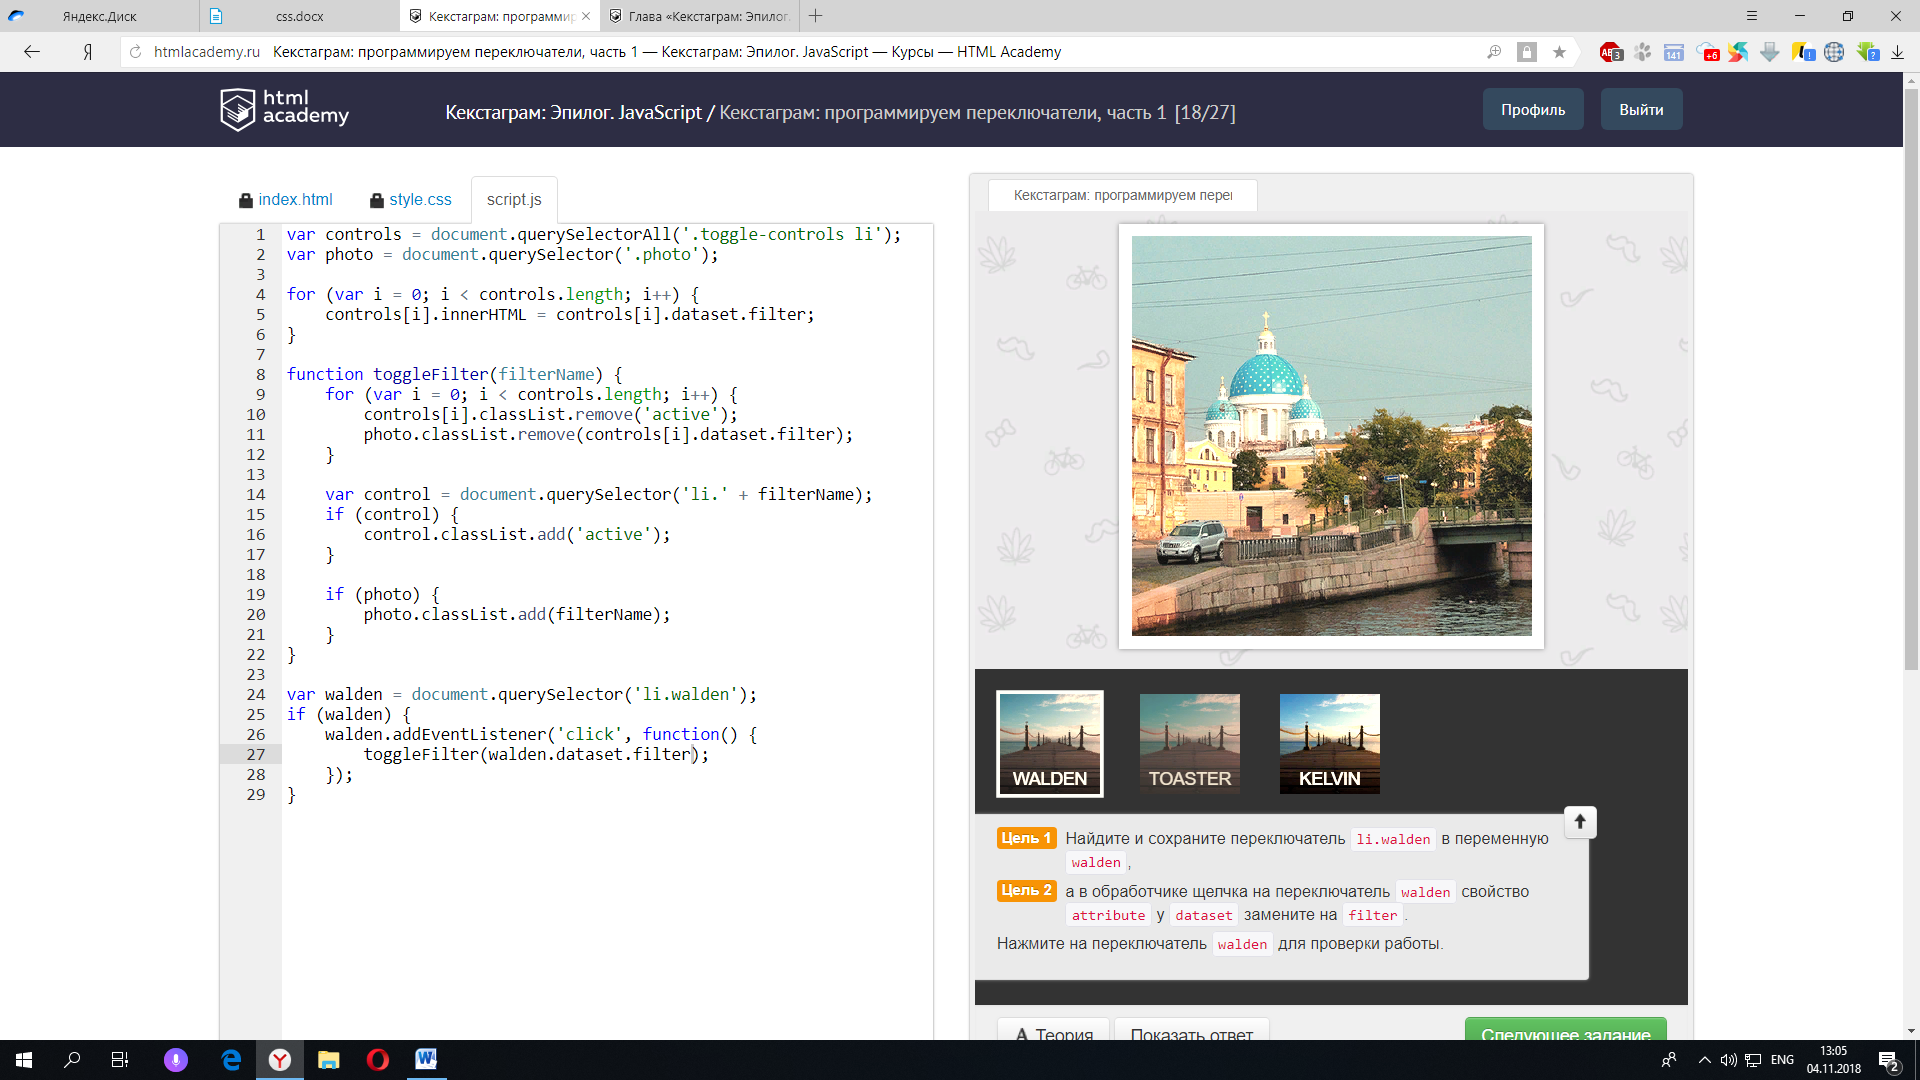 Яндекс.Диск
css.docx
Кекстаграм: программир
Глава «Кекстаграм: Эпилог.
htmlacademy.ru Кекстаграм: программируем переключатели, часть 1 — Кекстаграм: Эпилог. JavaScript — Курсы — HTML Academy
3
141
+6
!
?
html
academy
Кекстаграм: Эпилог. JavaScript / Кекстаграм: программируем переключатели, часть 1 [18/27]
Профиль
Выйти
index.html
style.css
script.js
1 var controls = document.querySelectorAll('.toggle-controls li');
2 var photo = document.querySelector('.photo');
3
4 for (var i = 0; i < controls.length; i++) {
5 controls[i].innerHTML = controls[i].dataset.filter;
6 }
7
8 function toggleFilter(filterName) {
9 for (var i = 0; i < controls.length; i++) {
10 controls[i].classList.remove('active');
11 photo.classList.remove(controls[i].dataset.filter);
12 }
13
14 var control = document.querySelector('li.' + filterName);
15 if (control) {
16 control.classList.add('active');
17 }
18
19 if (photo) {
20 photo.classList.add(filterName);
21 }
22 }
23
24 var walden = document.querySelector('li.walden');
25 if (walden) {
26 walden.addEventListener('click', function() {
27 toggleFilter(walden.dataset.filter);
28 });
29 }
Кекстаграм: программируем пере
WALDEN
TOASTER
KELVIN
Цель 1 Найдите и сохраните переключатель li.walden в переменную
walden ,
Цель 2 а в обработчике щелчка на переключатель walden свойство
attribute у dataset замените на filter .
Нажмите на переключатель walden для проверки работы.
Теория
Показать ответ
Следующее задание
ENG
13:05
04.11.2018
2